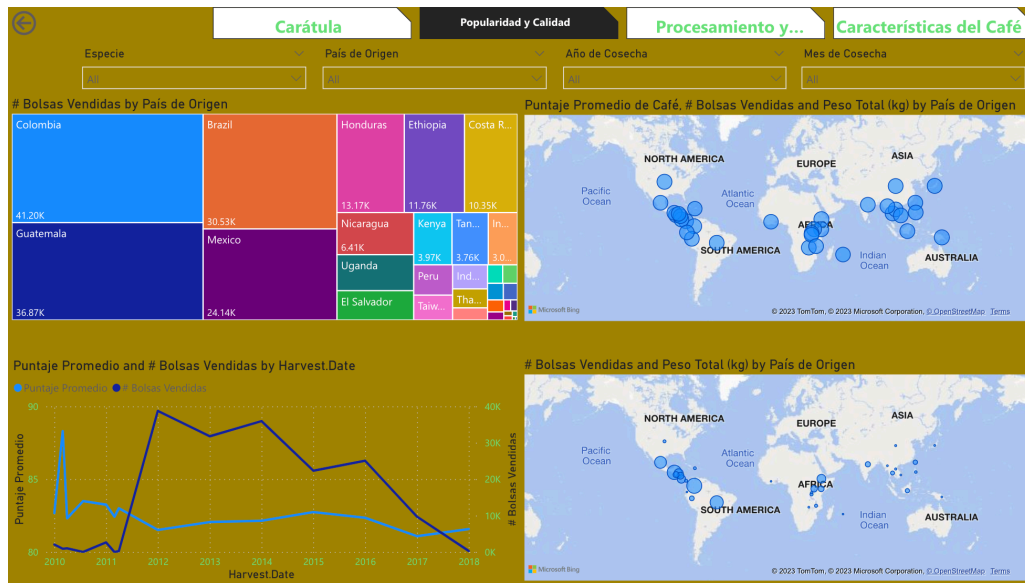 Carátula
Popularidad y Calidad
Procesamiento y...
Características del Café
Especie
País de Origen
Año de Cosecha
Mes de Cosecha
All
All
All
All
# Bolsas Vendidas by País de Origen
Colombia
41.20K
Guatemala
36.87K
Brazil
30.53K
Mexico
24.14K
Honduras
13.17K
Ethiopia
11.76K
Costa R...
10.35K
Nicaragua
6.41K
Uganda
El Salvador
Kenya
3.97K
Tan...
3.76K
In...
3.0...
Peru
Ind...
Taiw...
Tha...
Puntaje Promedio de Café, # Bolsas Vendidas and Peso Total (kg) by País de Origen
NORTH AMERICA
EUROPE
ASIA
Pacific
Ocean
Atlantic
Ocean
AFRICA
SOUTH AMERICA
Indian
Ocean
AUSTRALIA
Microsoft Bing
© 2023 TomTom, © 2023 Microsoft Corporation, © OpenStreetMap Terms
Puntaje Promedio and # Bolsas Vendidas by Harvest.Date
Puntaje Promedio # Bolsas Vendidas
Puntaje Promedio
90
85
80
40K
30K
20K
10K
0K
# Bolsas Vendidas
2010 2011 2012 2013 2014 2015 2016 2017 2018
Harvest.Date
# Bolsas Vendidas and Peso Total (kg) by País de Origen
NORTH AMERICA
EUROPE
ASIA
Pacific
Ocean
Atlantic
Ocean
AFRICA
SOUTH AMERICA
Indian
Ocean
AUSTRALIA
Microsoft Bing
© 2023 TomTom, © 2023 Microsoft Corporation, © OpenStreetMap Terms